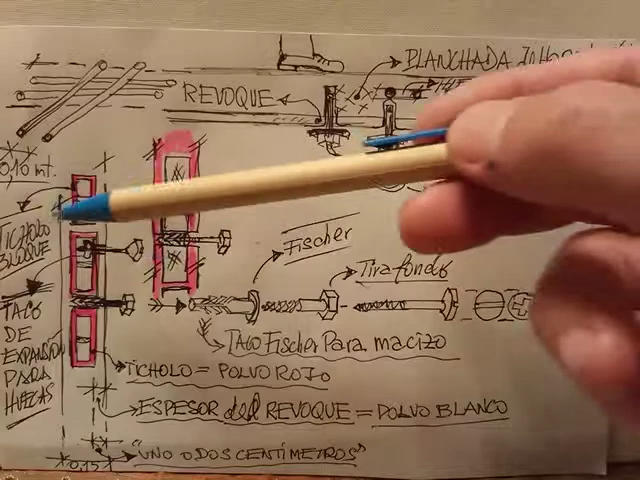 PLANCHADA
REVOQUE
0,10 mt.
TICHOLO
BLOQUE
Fischer
Tirafondo
TACO
DE
EXPANSIÓN
PARA
HUECAS
TACO Fischer Para macizo
TICHOLO = POLVO ROJO
ESPESOR del REVOQUE = POLVO BLANCO
"UNO O DOS CENTÍMETROS"
0,15